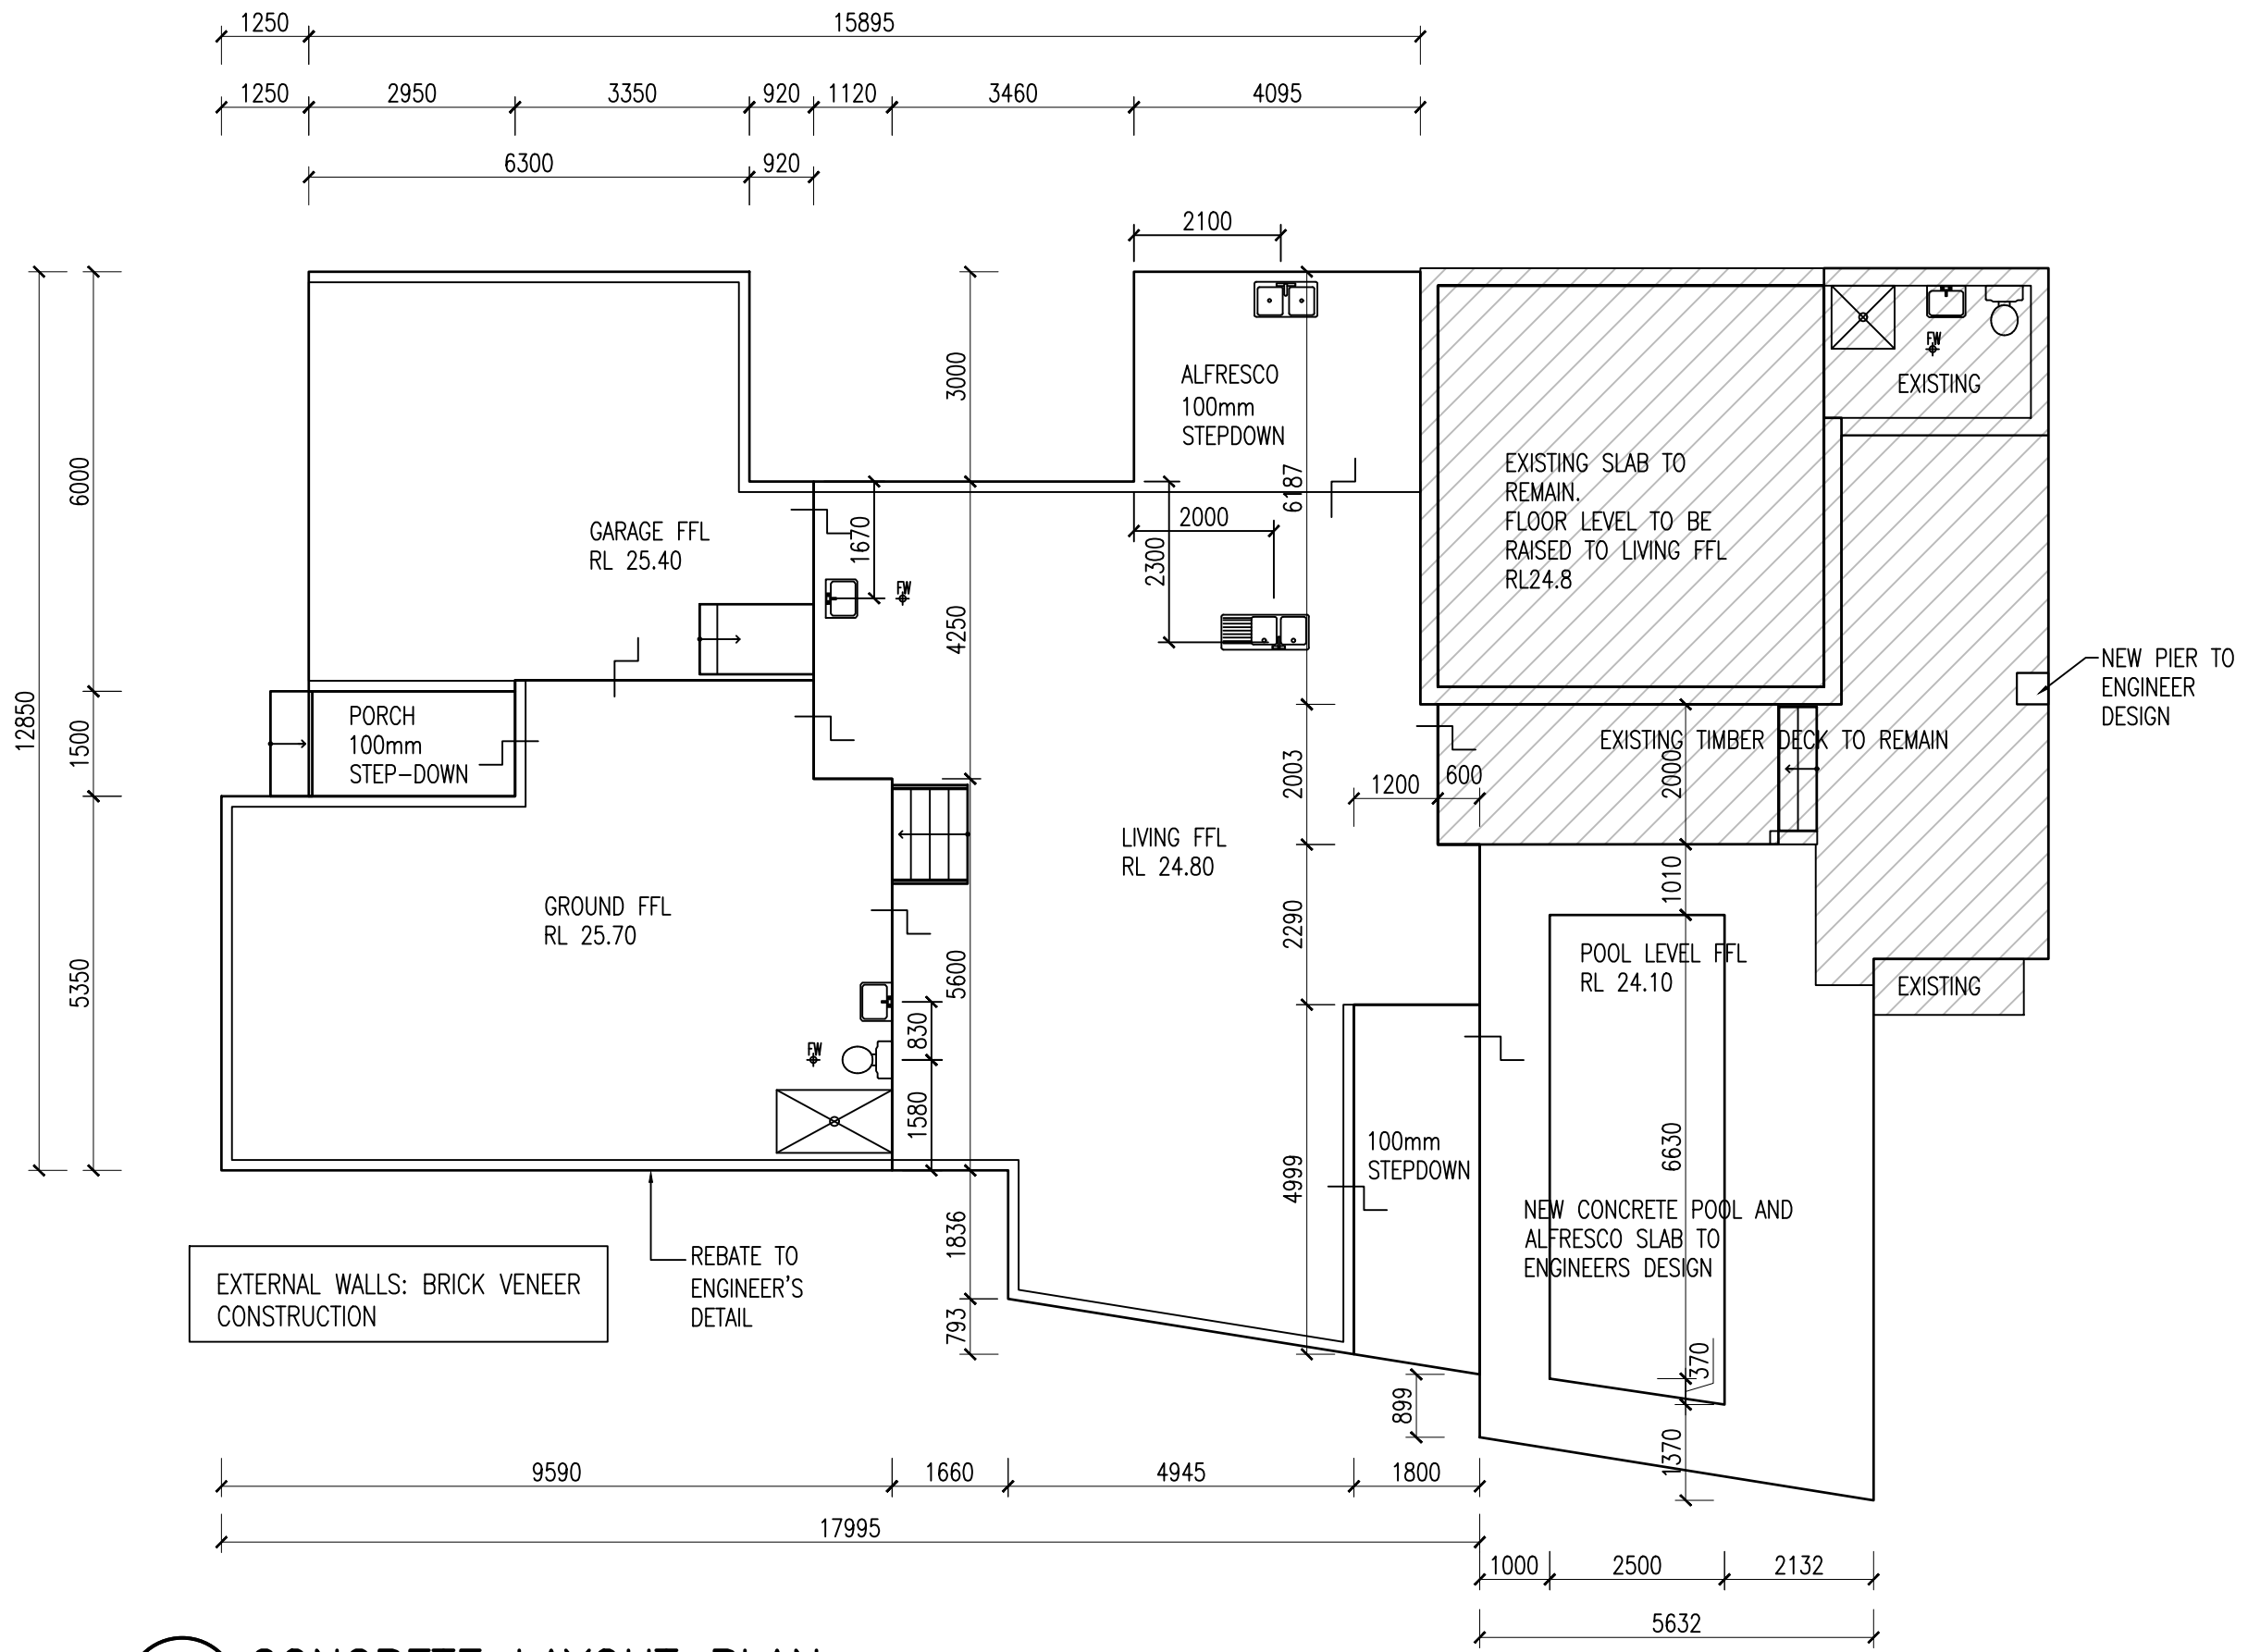 1250 15895
1250 2950 3350 920 1120 3460 4095
6300 920
2100
12850
6000
1500
5350
3000
4250
5600
1836
793
ALFRESCO
100mm
STEPDOWN
6187
2003
2290
4999
GARAGE FFL
RL 25.40
1670
FW
2000
2300
EXISTING SLAB TO
REMAIN.
FLOOR LEVEL TO BE
RAISED TO LIVING FFL
RL24.8
FW
EXISTING
NEW PIER TO
ENGINEER
DESIGN
PORCH
100mm
STEP-DOWN
EXISTING TIMBER DECK TO REMAIN
1200 600
2000
1010
6630
370
1370
LIVING FFL
RL 24.80
GROUND FFL
RL 25.70
POOL LEVEL FFL
RL 24.10
EXISTING
830
FW
1580
100mm
STEPDOWN
NEW CONCRETE POOL AND
ALFRESCO SLAB TO
ENGINEERS DESIGN
EXTERNAL WALLS: BRICK VENEER
CONSTRUCTION
REBATE TO
ENGINEER'S
DETAIL
899
9590 1660 4945 1800
17995
1000 2500 2132
5632
CONCRETE LAYOUT PLAN